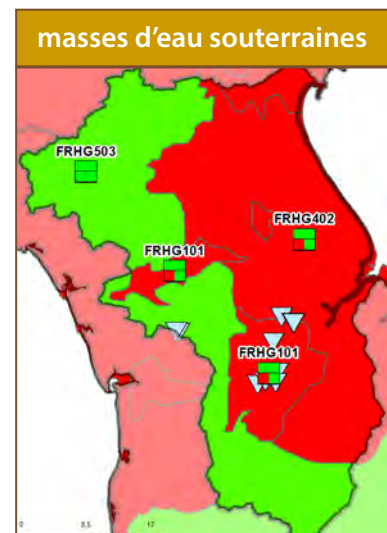 masses d'eau souterraines
FRHG503
FRHG402
FRHG101
FRHG101
0 8,5 17